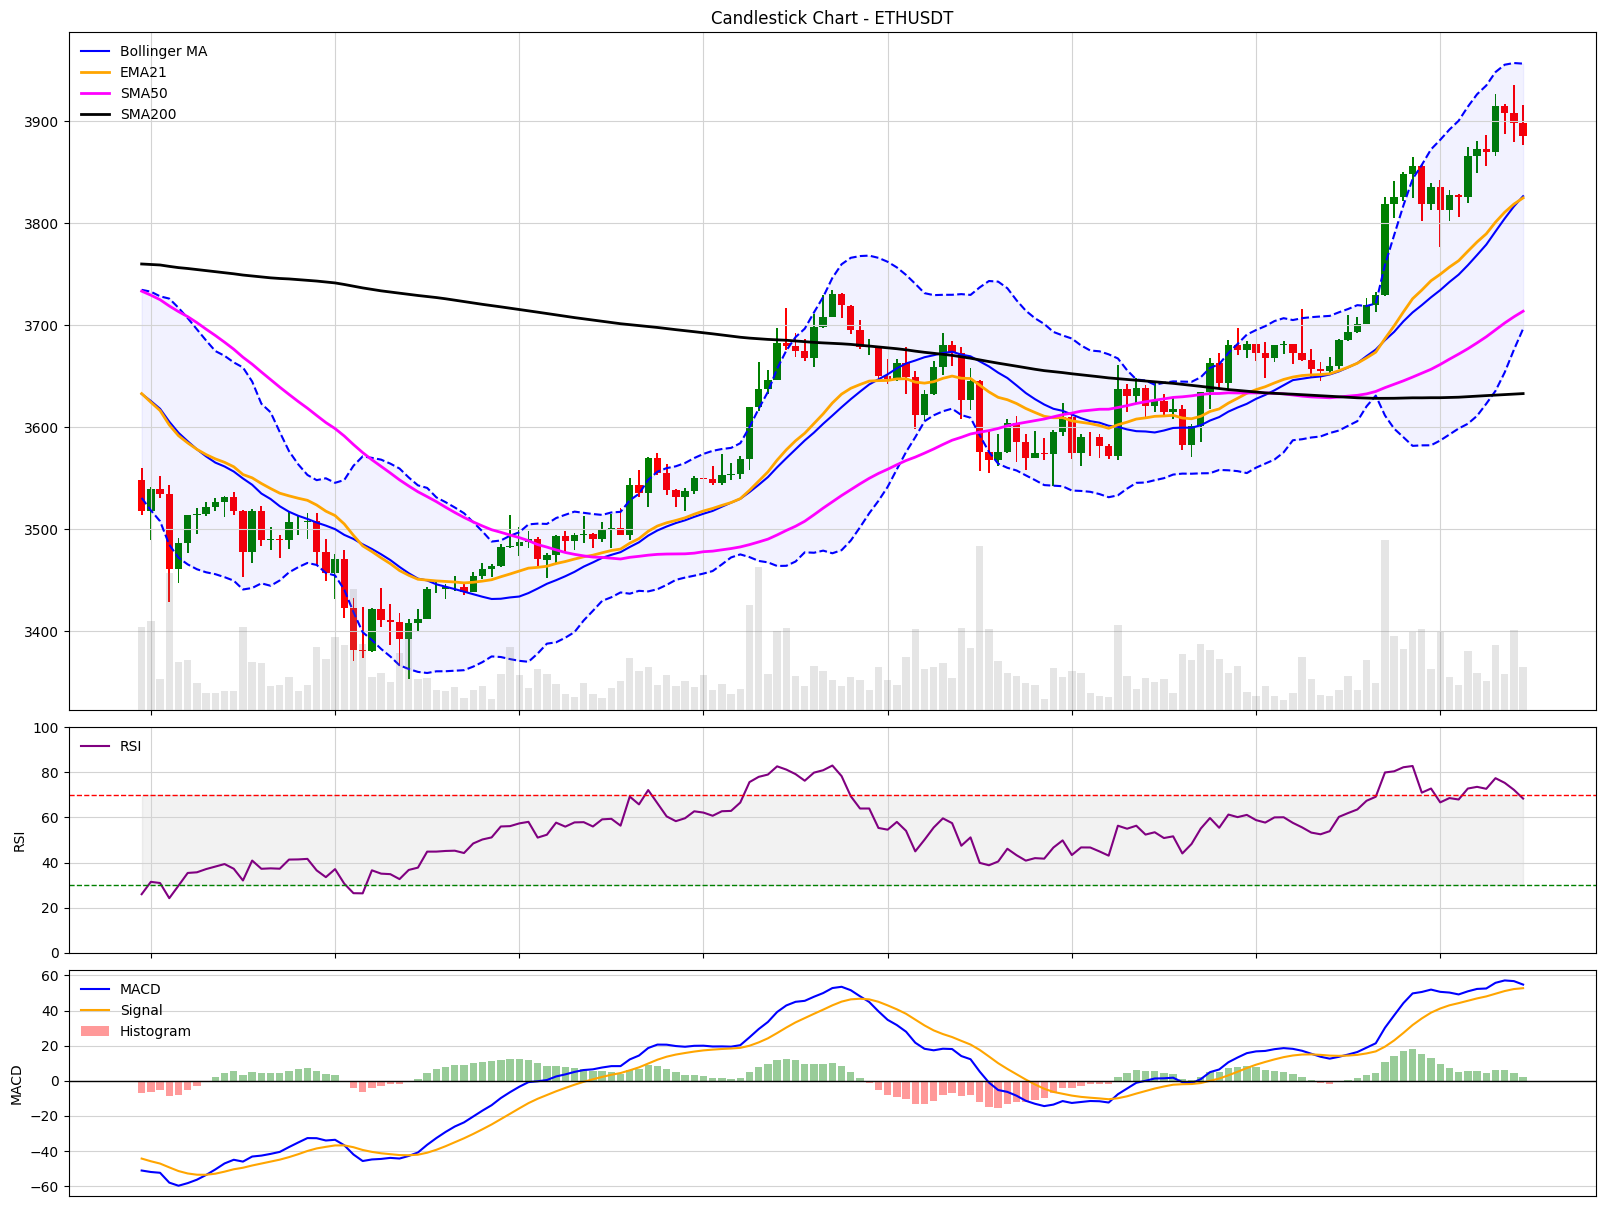 Candlestick Chart - ETHUSDT
Bollinger MA
EMA21
SMA50
SMA200
3900
3800
3700
3600
3500
3400
RSI
100
80
60
40
20
0
RSI
MACD
Signal
Histogram
60
40
20
0
−20
−40
−60
MACD